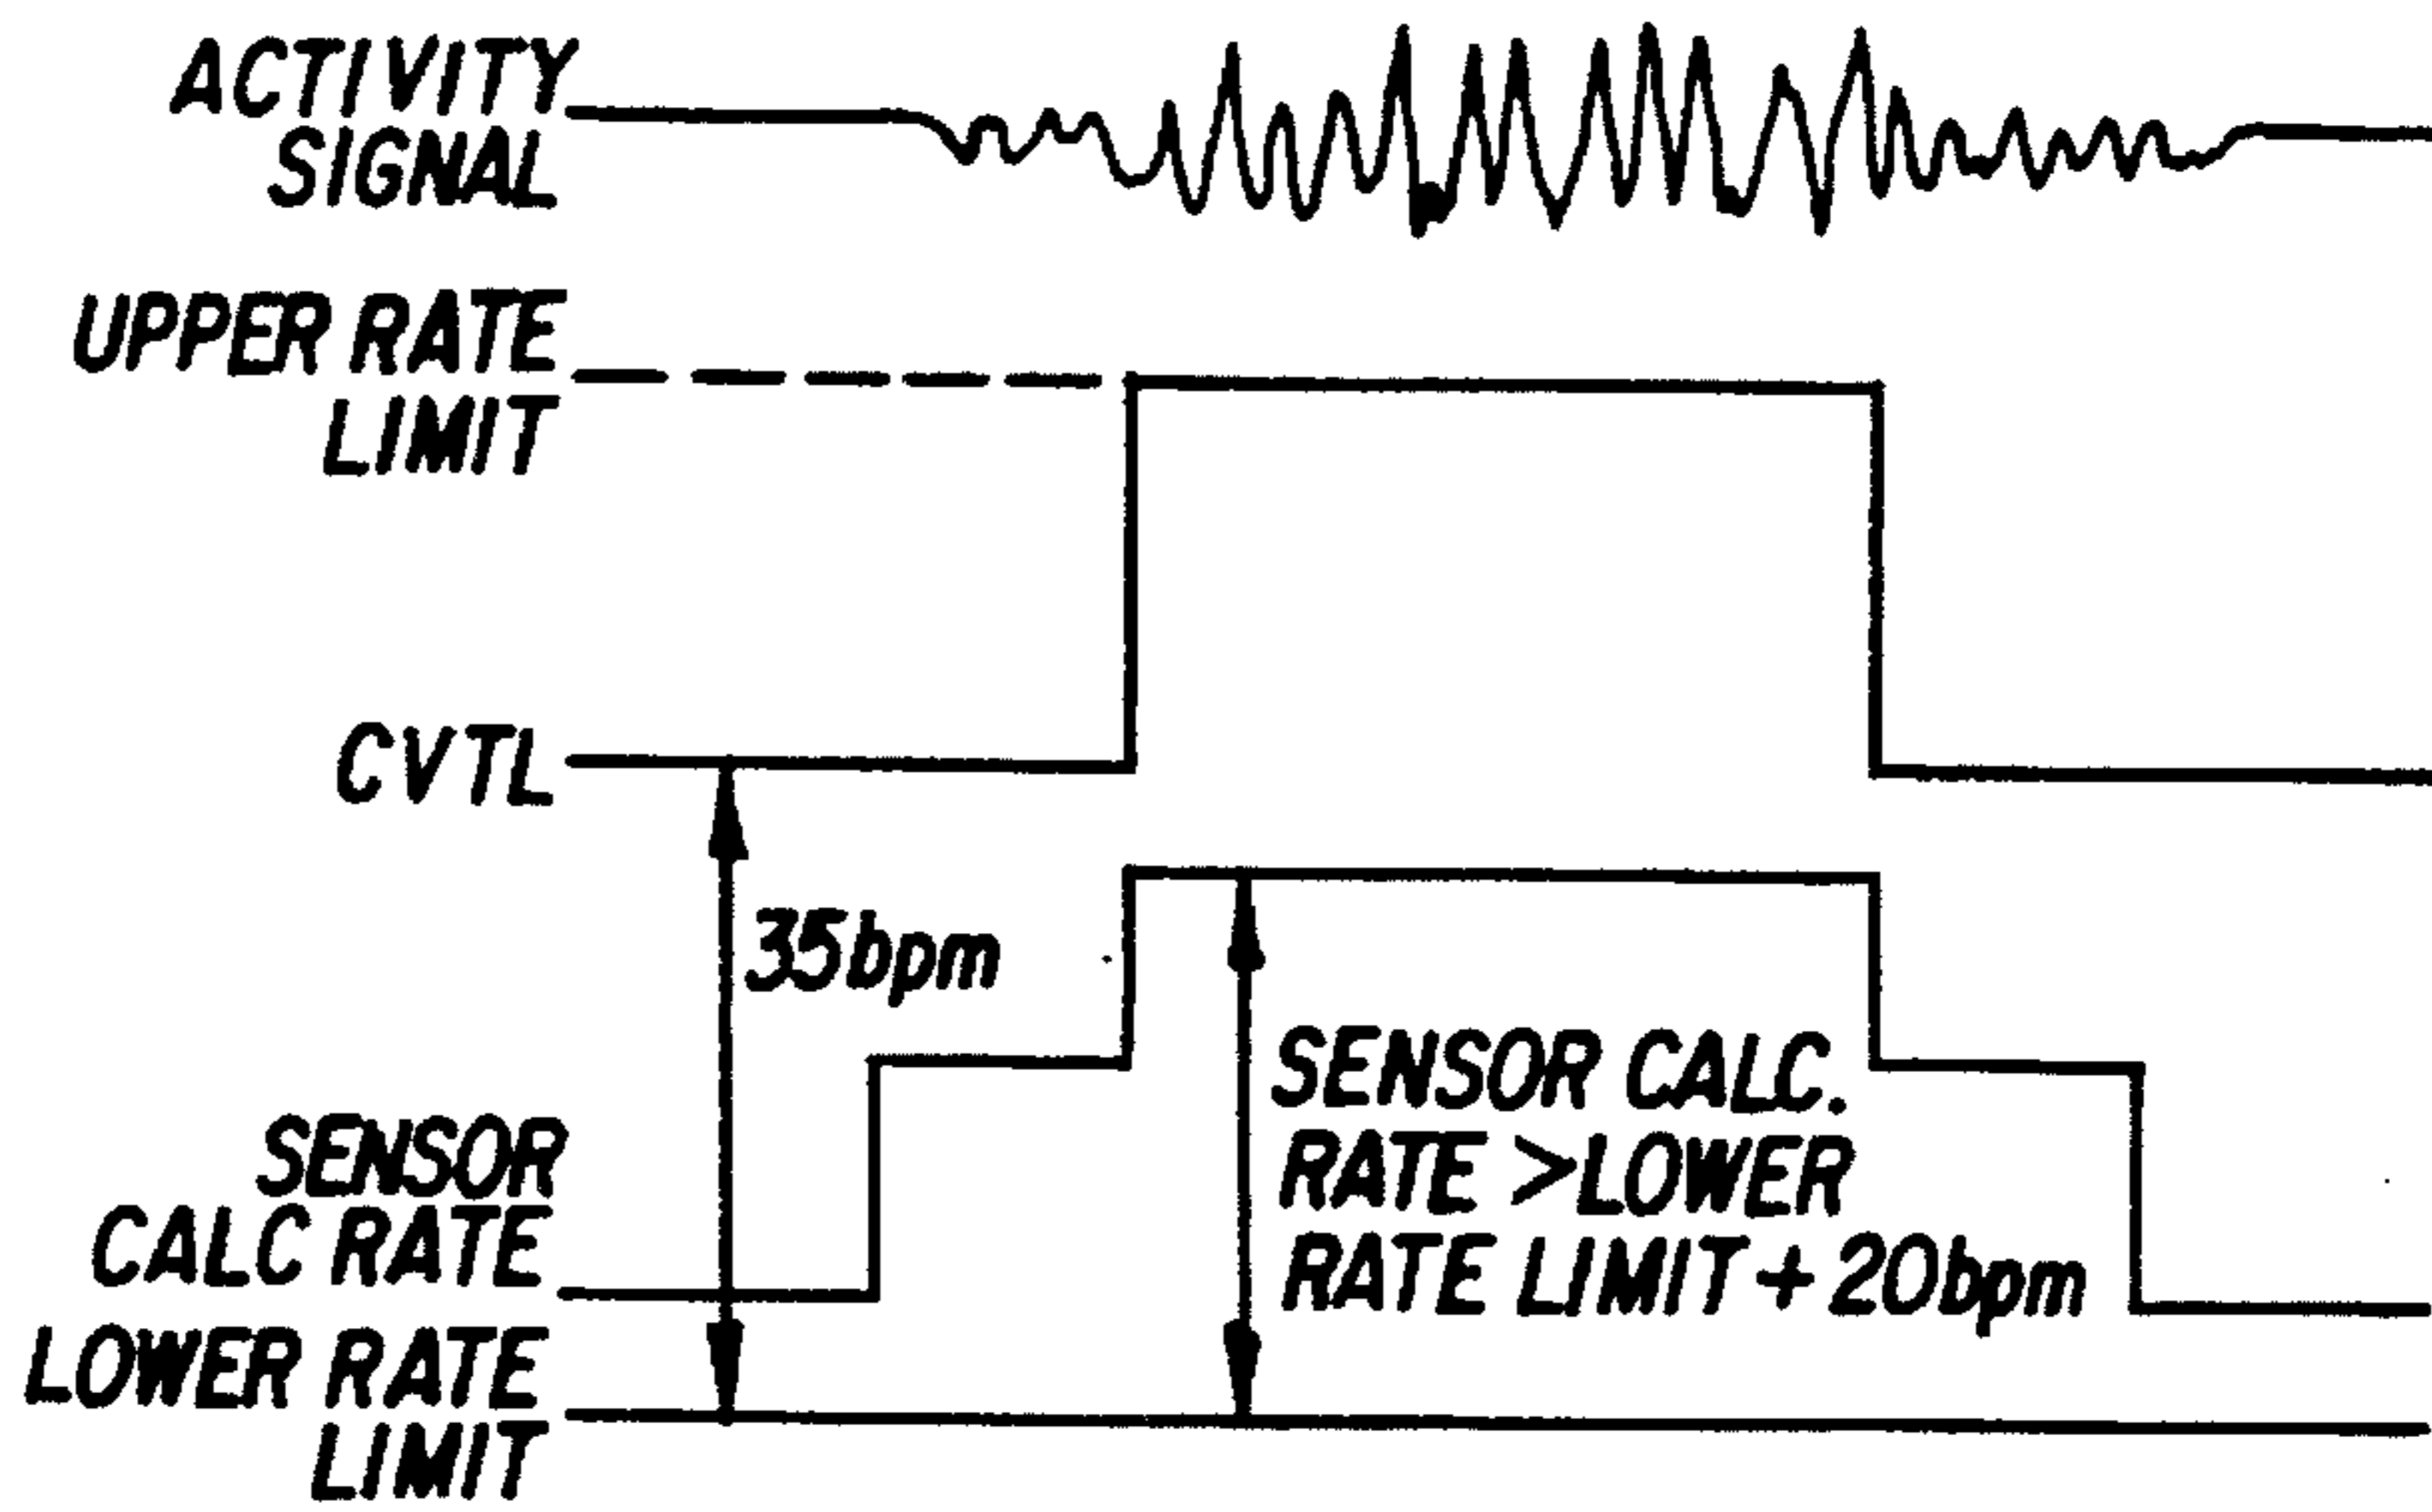 ACTIVITY
SIGNAL
UPPER RATE
LIMIT
CVTL
35bpm
SENSOR
CALC RATE
SENSOR CALC.
RATE >LOWER
RATE LIMIT + 20bpm
LOWER RATE
LIMIT